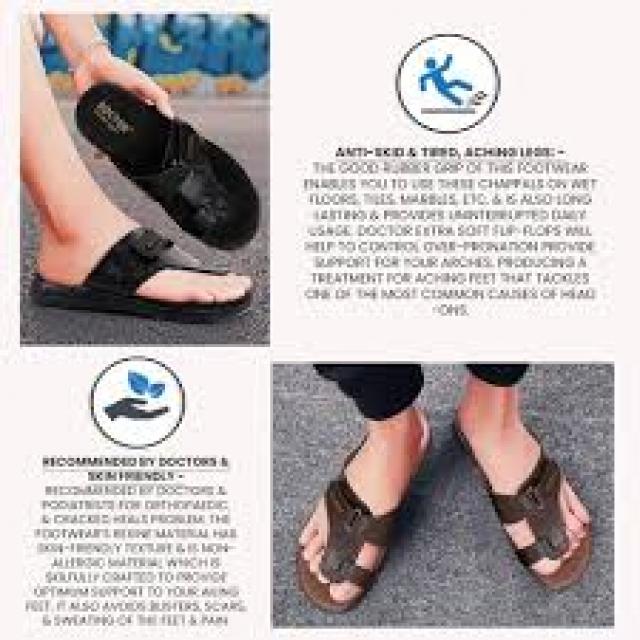 ANTI-SKID & TIRED, ACHING LEGS: -
THE GOOD RUBBER GRIP OF THIS FOOTWEAR
ENABLES YOU TO USE THESE CHAPPALS ON WET
FLOORS, TILES, MARBLES, ETC. & IS ALSO LONG
LASTING & PROVIDES UNINTERRUPTED DAILY
USAGE. DOCTOR EXTRA SOFT FLIP-FLOPS WILL
HELP TO CONTROL OVER-PRONATION PROVIDE
SUPPORT FOR YOUR ARCHES. PRODUCING A
TREATMENT FOR ACHING FEET THAT TACKLES
ONE OF THE MOST COMMON CAUSES OF HEAD
-ONS.
RECOMMENDED BY DOCTORS &
SKIN FRIENDLY -
RECOMMENDED BY DOCTORS &
PODIATRISTS FOR ORTHOPAEDIC,
& CRACKED HEALS PROBLEM. THE
FOOTWEAR'S REXINE MATERIAL HAS
SKIN-FRIENDLY TEXTURE & IS NON-
ALLERGIC MATERIAL WHICH IS
SKILFULLY CRAFTED TO PROVIDE
OPTIMUM SUPPORT TO YOUR AILING
FEET. IT ALSO AVOIDS BLISTERS, SCARS,
& SWEATING OF THE FEET & PAIN